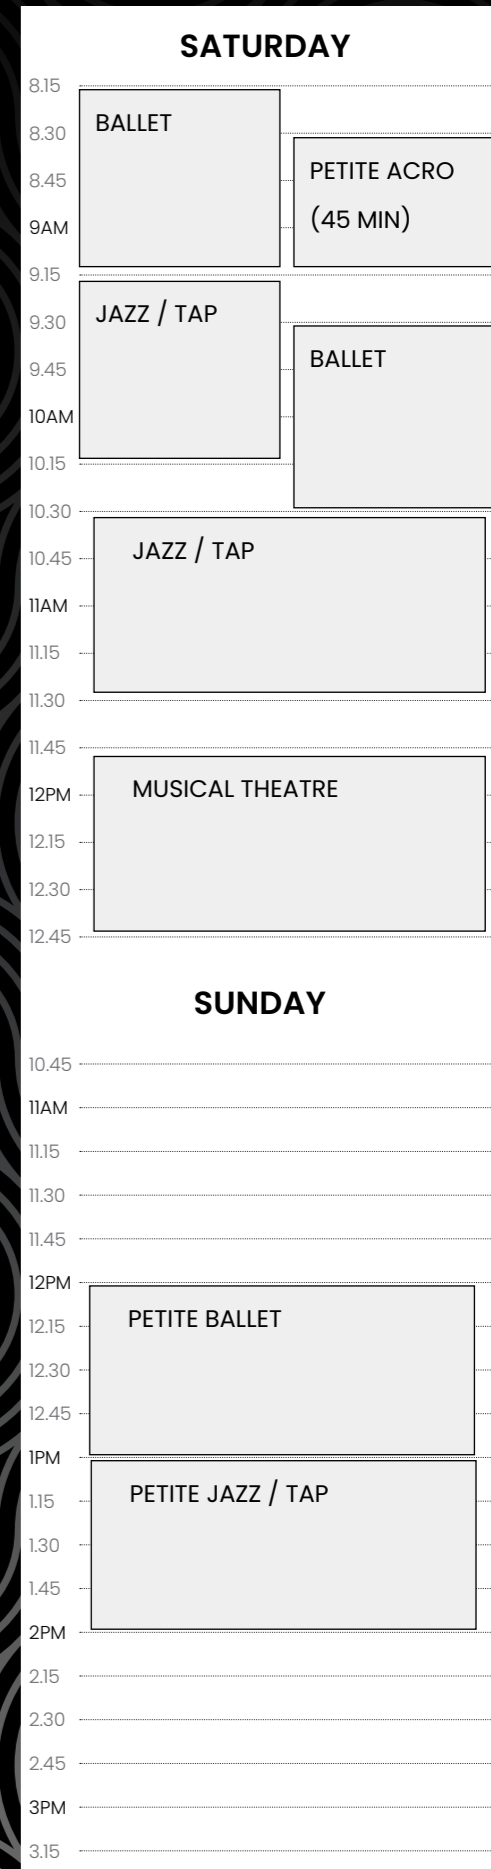 SATURDAY
8.15
BALLET
8.30
PETITE ACRO
8.45
(45 MIN)
9AM
9.15
JAZZ / TAP
9.30
BALLET
9.45
10AM
10.15
10.30
JAZZ / TAP
10.45
11AM
11.15
11.30
11.45
MUSICAL THEATRE
12PM
12.15
12.30
12.45
SUNDAY
10.45
11AM
11.15
11.30
11.45
12PM
PETITE BALLET
12.15
12.30
12.45
1PM
PETITE JAZZ / TAP
1.15
1.30
1.45
2PM
2.15
2.30
2.45
3PM
3.15